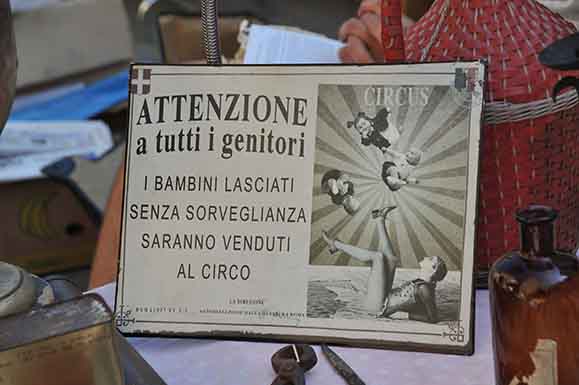 ATTENZIONE
a tutti i genitori
I BAMBINI LASCIATI
SENZA SORVEGLIANZA
SARANNO VENDUTI
AL CIRCO
LA DIREZIONE
CIRCUS